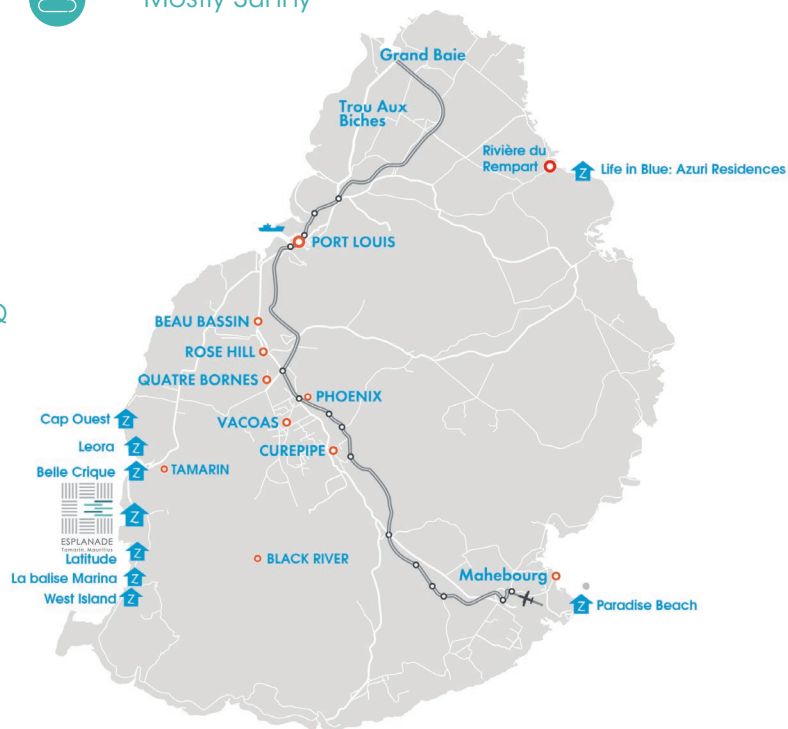 Mostly Sunny
Grand Baie
Trou Aux
Biches
Rivière du
Rempart
Z Life in Blue: Azuri Residences
PORT LOUIS
Q
BEAU BASSIN
ROSE HILL
QUATRE BORNES
PHOENIX
Cap Ouest Z
VACOAS
Leora Z
CUREPIPE
Belle Crique Z
TAMARIN
Z
ESPLANADE
Tamarin, Mauritius
Latitude Z
BLACK RIVER
La balise Marina Z
Mahebourg
West Island Z
Z Paradise Beach